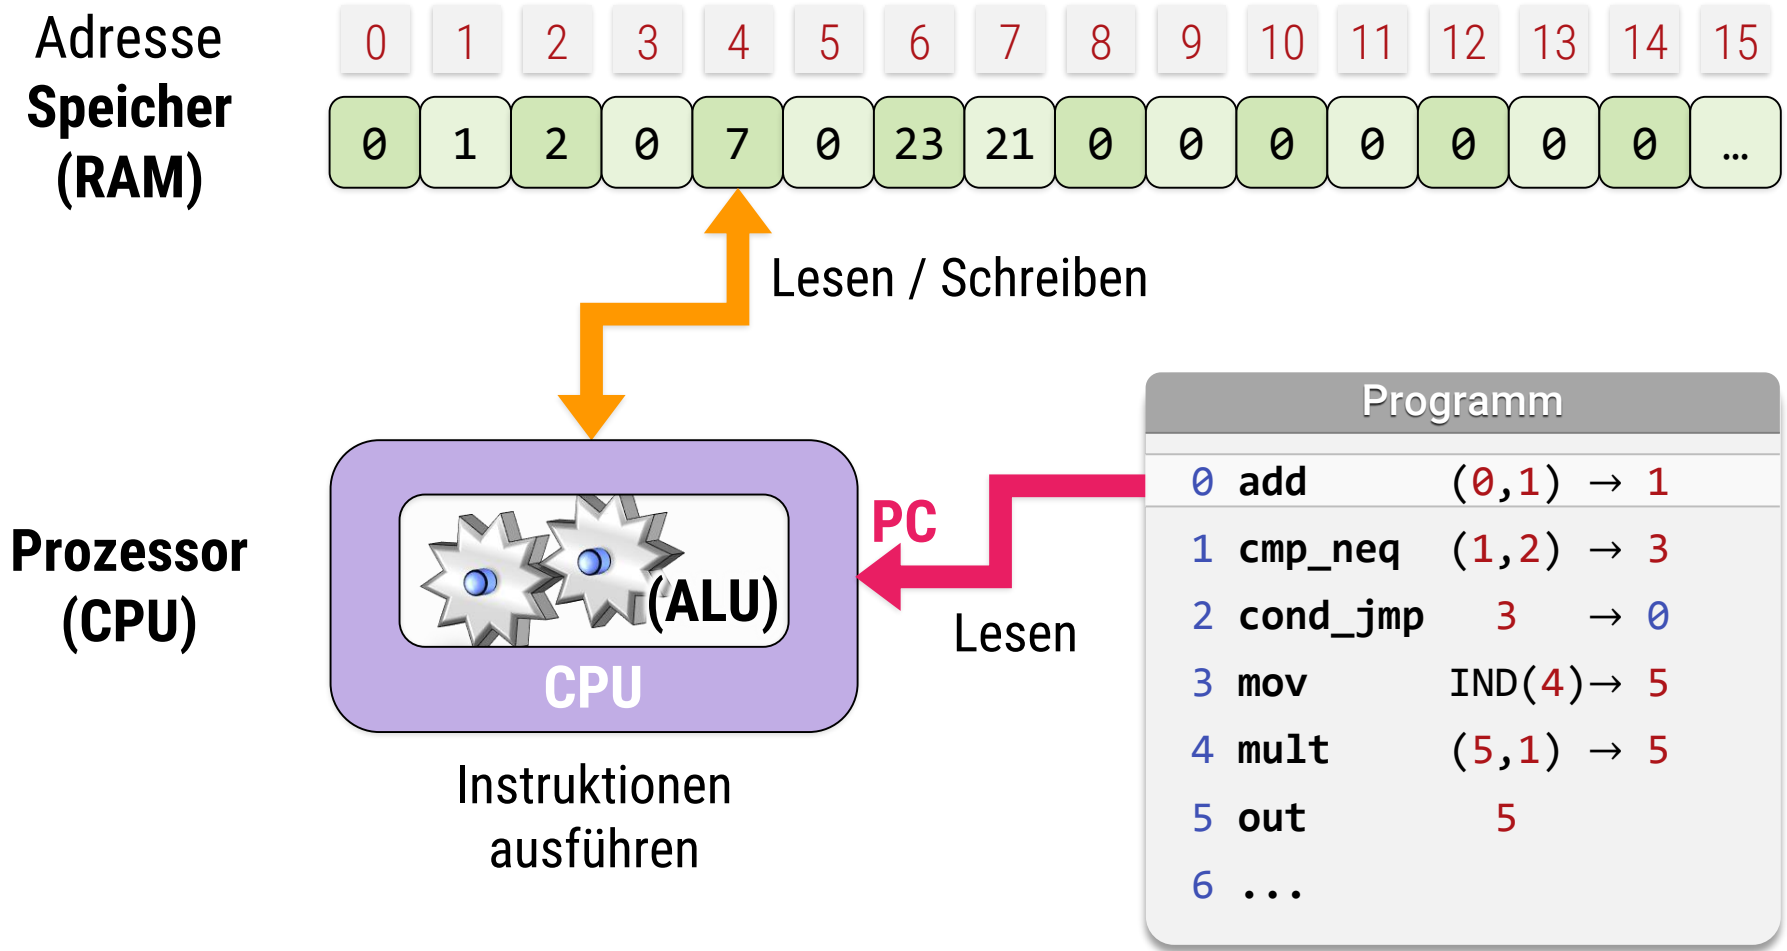 Adresse 0 1 2 3 4 5 6 7 8 9 10 11 12 13 14 15
Speicher
(RAM)
0 1 2 0 7 0 23 21 0 0 0 0 0 0 0 …
Lesen / Schreiben
Prozessor
(CPU)
(ALU)
CPU
Instruktionen
ausführen
PC
Lesen
Programm
0 add (0,1) → 1
1 cmp_neq (1,2) → 3
2 cond_jmp 3 → 0
3 mov IND(4)→ 5
4 mult (5,1) → 5
5 out 5
6 ...